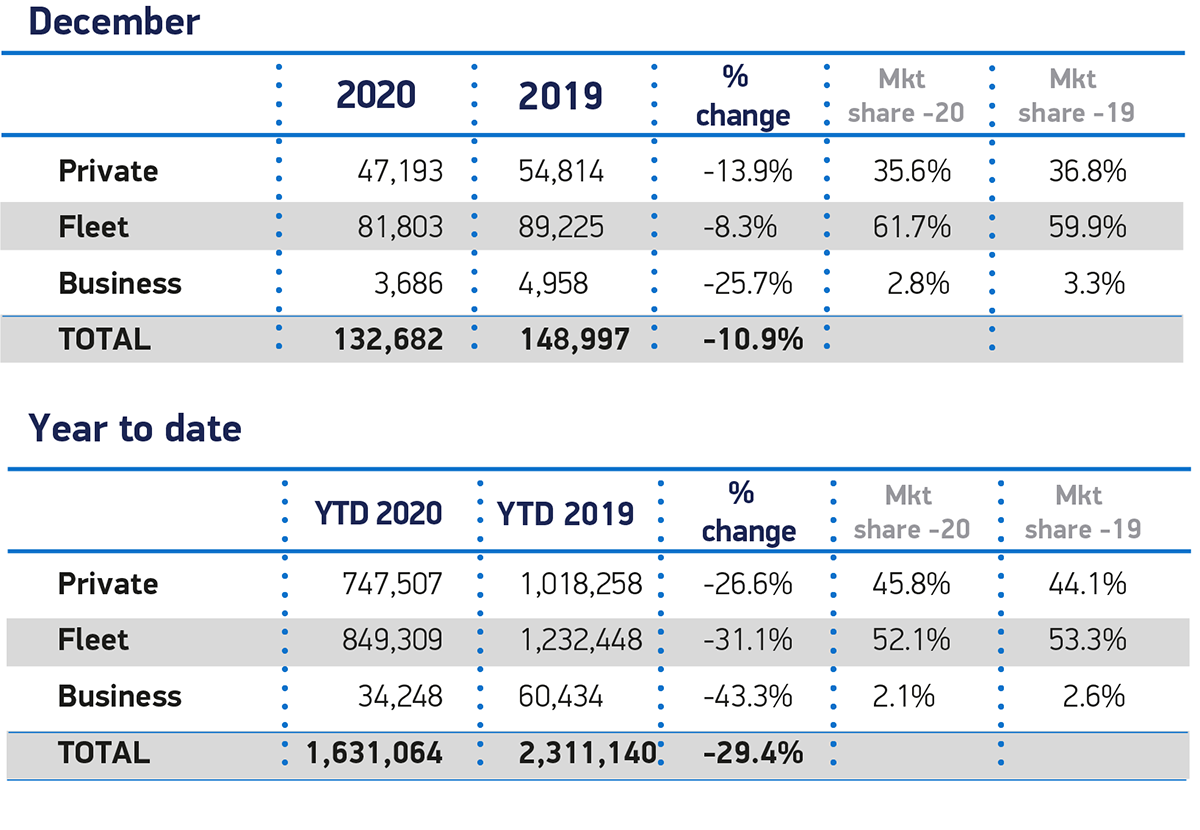 December
2020 2019 % change Mkt share -20 Mkt share -19
Private 47,193 54,814 -13.9% 35.6% 36.8%
Fleet 81,803 89,225 -8.3% 61.7% 59.9%
Business 3,686 4,958 -25.7% 2.8% 3.3%
TOTAL 132,682 148,997 -10.9%
Year to date
YTD 2020 YTD 2019 % change Mkt share -20 Mkt share -19
Private 747,507 1,018,258 -26.6% 45.8% 44.1%
Fleet 849,309 1,232,448 -31.1% 52.1% 53.3%
Business 34,248 60,434 -43.3% 2.1% 2.6%
TOTAL 1,631,064 2,311,140 -29.4%